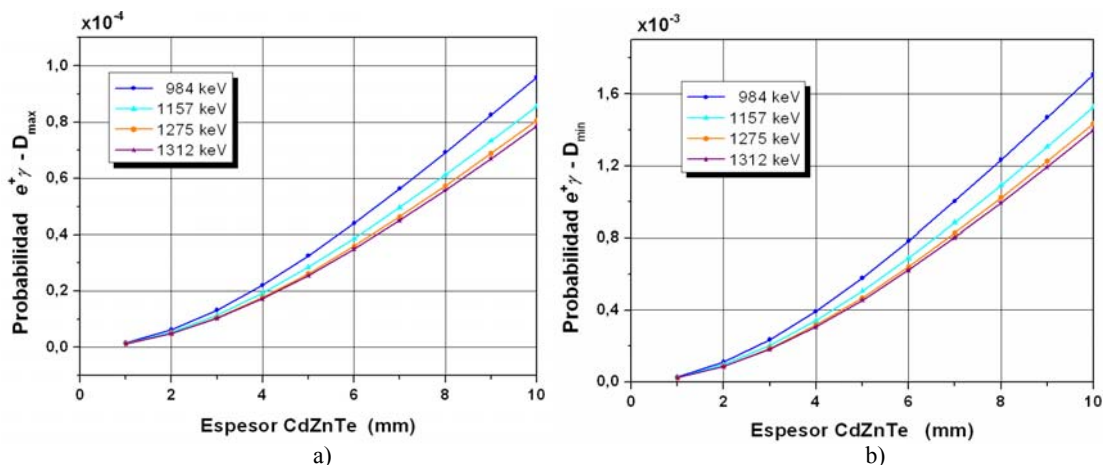 x10-4
Probabilidad e+γ - Dmax
1,0
0,8
0,6
0,4
0,2
0,0
984 keV
1157 keV
1275 keV
1312 keV
0 2 4 6 8 10
Espesor CdZnTe (mm)
a)
x10-3
Probabilidad e+γ - Dmin
1,6
1,2
0,8
0,4
0,0
984 keV
1157 keV
1275 keV
1312 keV
0 2 4 6 8 10
Espesor CdZnTe (mm)
b)